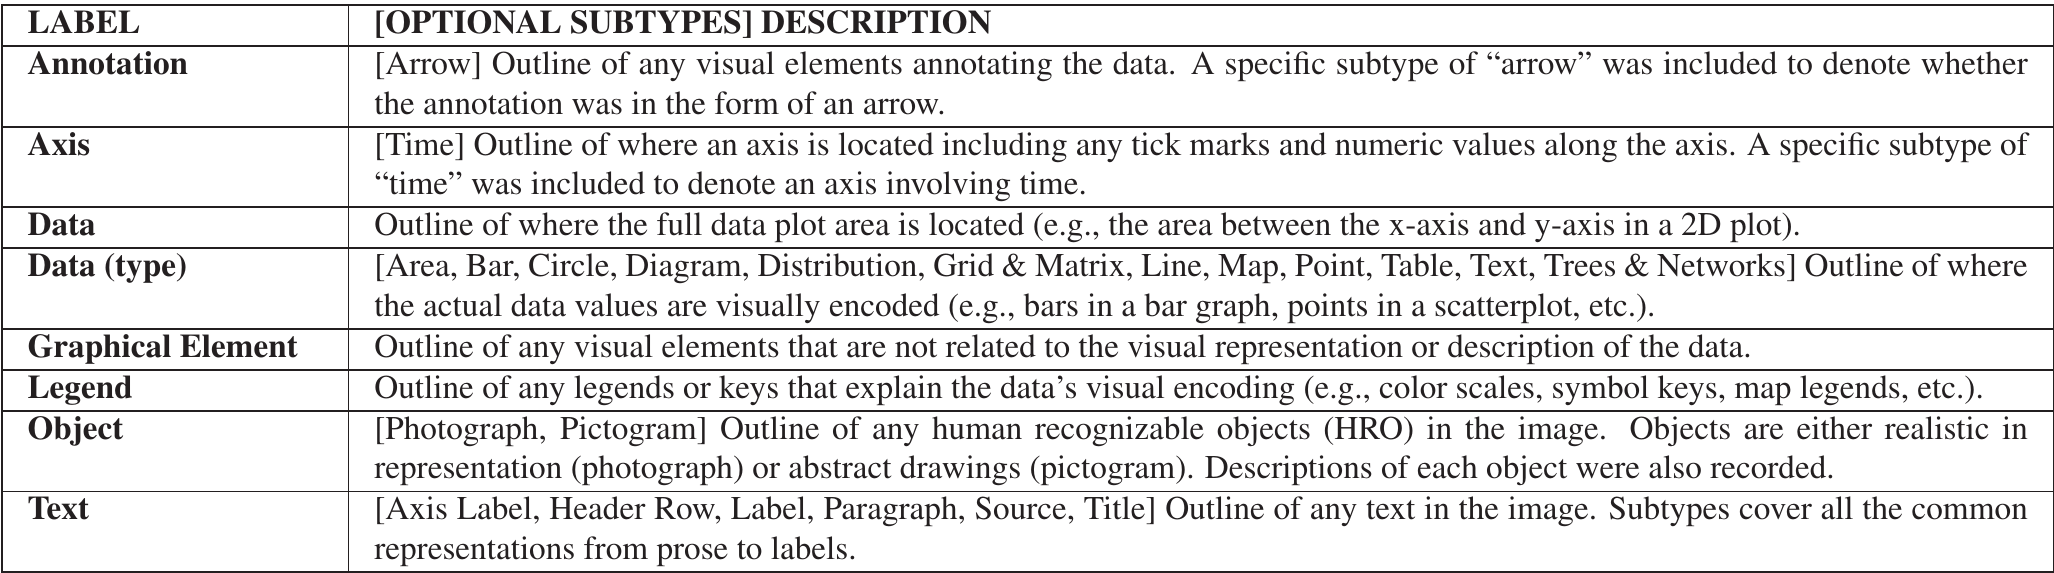 LABEL [OPTIONAL SUBTYPES] DESCRIPTION
Annotation [Arrow] Outline of any visual elements annotating the data. A specific subtype of “arrow” was included to denote whether
the annotation was in the form of an arrow.
Axis [Time] Outline of where an axis is located including any tick marks and numeric values along the axis. A specific subtype of
“time” was included to denote an axis involving time.
Data Outline of where the full data plot area is located (e.g., the area between the x-axis and y-axis in a 2D plot).
Data (type) [Area, Bar, Circle, Diagram, Distribution, Grid & Matrix, Line, Map, Point, Table, Text, Trees & Networks] Outline of where
the actual data values are visually encoded (e.g., bars in a bar graph, points in a scatterplot, etc.).
Graphical Element Outline of any visual elements that are not related to the visual representation or description of the data.
Legend Outline of any legends or keys that explain the data’s visual encoding (e.g., color scales, symbol keys, map legends, etc.).
Object [Photograph, Pictogram] Outline of any human recognizable objects (HRO) in the image. Objects are either realistic in
representation (photograph) or abstract drawings (pictogram). Descriptions of each object were also recorded.
Text [Axis Label, Header Row, Label, Paragraph, Source, Title] Outline of any text in the image. Subtypes cover all the common
representations from prose to labels.